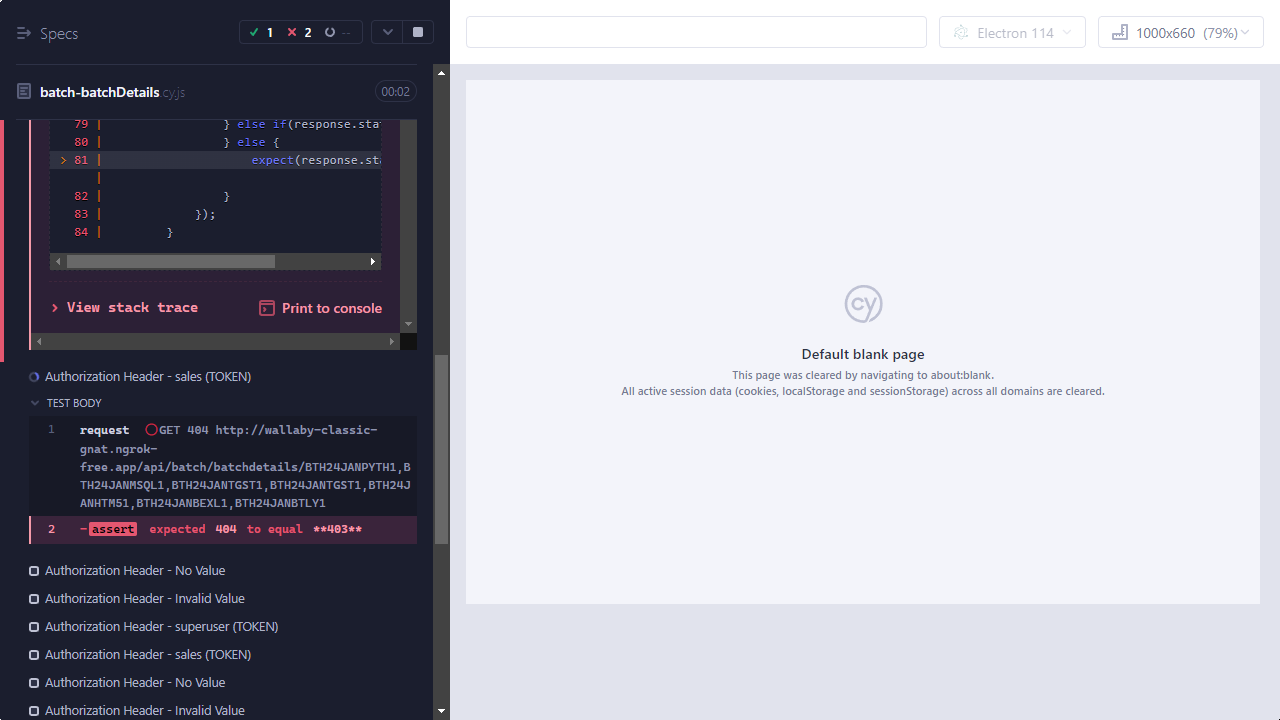 Specs
1
2
--
Electron 114
1000x660 (79%)
batch-batchDetails.cy.js
00:02
79 | } else if(response.sta
80 | } else {
> 81 | expect(response.sta
|
82 | }
83 | });
84 | }
View stack trace
Print to console
Authorization Header - sales (TOKEN)
TEST BODY
1 request GET 404 http://wallaby-classic-
gnat.ngrok-
free.app/api/batch/batchdetails/BTH24JANPYTH1,B
TH24JANMSQL1,BTH24JANTGST1,BTH24JANTGST1,BTH24J
ANHTM51,BTH24JANBEXL1,BTH24JANBTLY1
2 -assert expected 404 to equal **403**
Authorization Header - No Value
Authorization Header - Invalid Value
Authorization Header - superuser (TOKEN)
Authorization Header - sales (TOKEN)
Authorization Header - No Value
Authorization Header - Invalid Value
cy
Default blank page
This page was cleared by navigating to about:blank.
All active session data (cookies, localStorage and sessionStorage) across all domains are cleared.